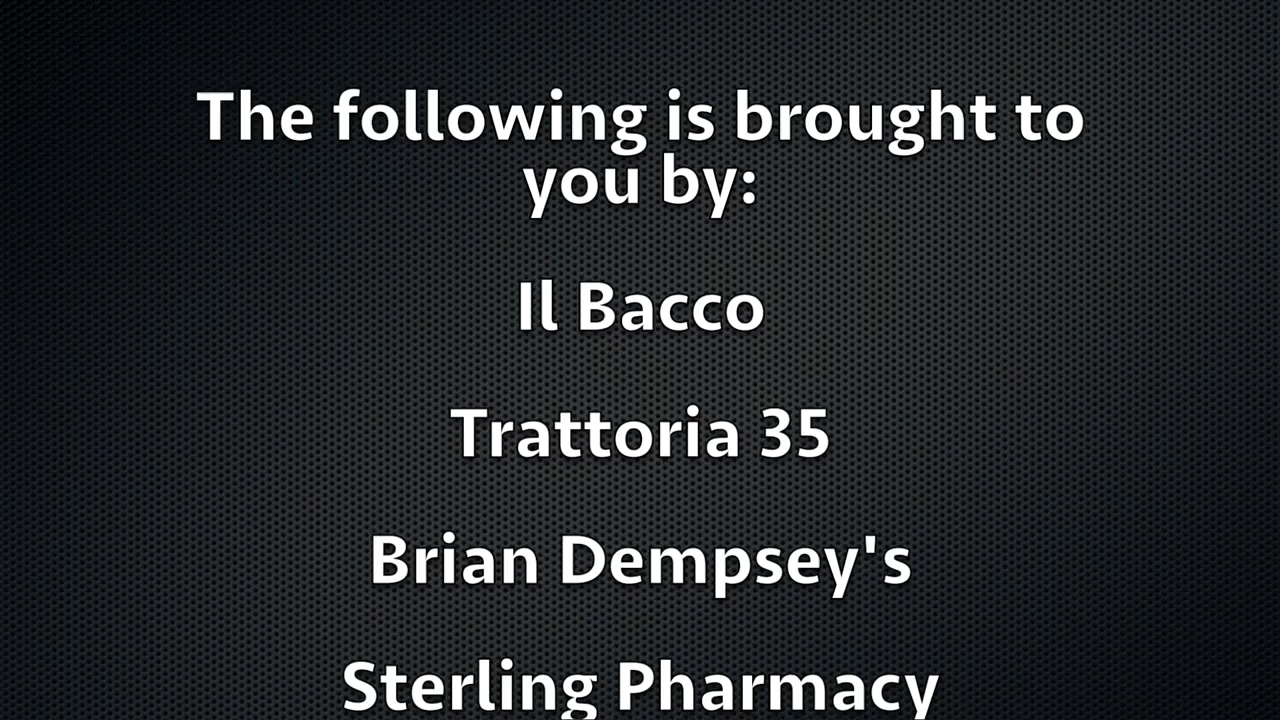 The following is brought to
you by:
Il Bacco
Trattoria 35
Brian Dempsey's
Sterling Pharmacy